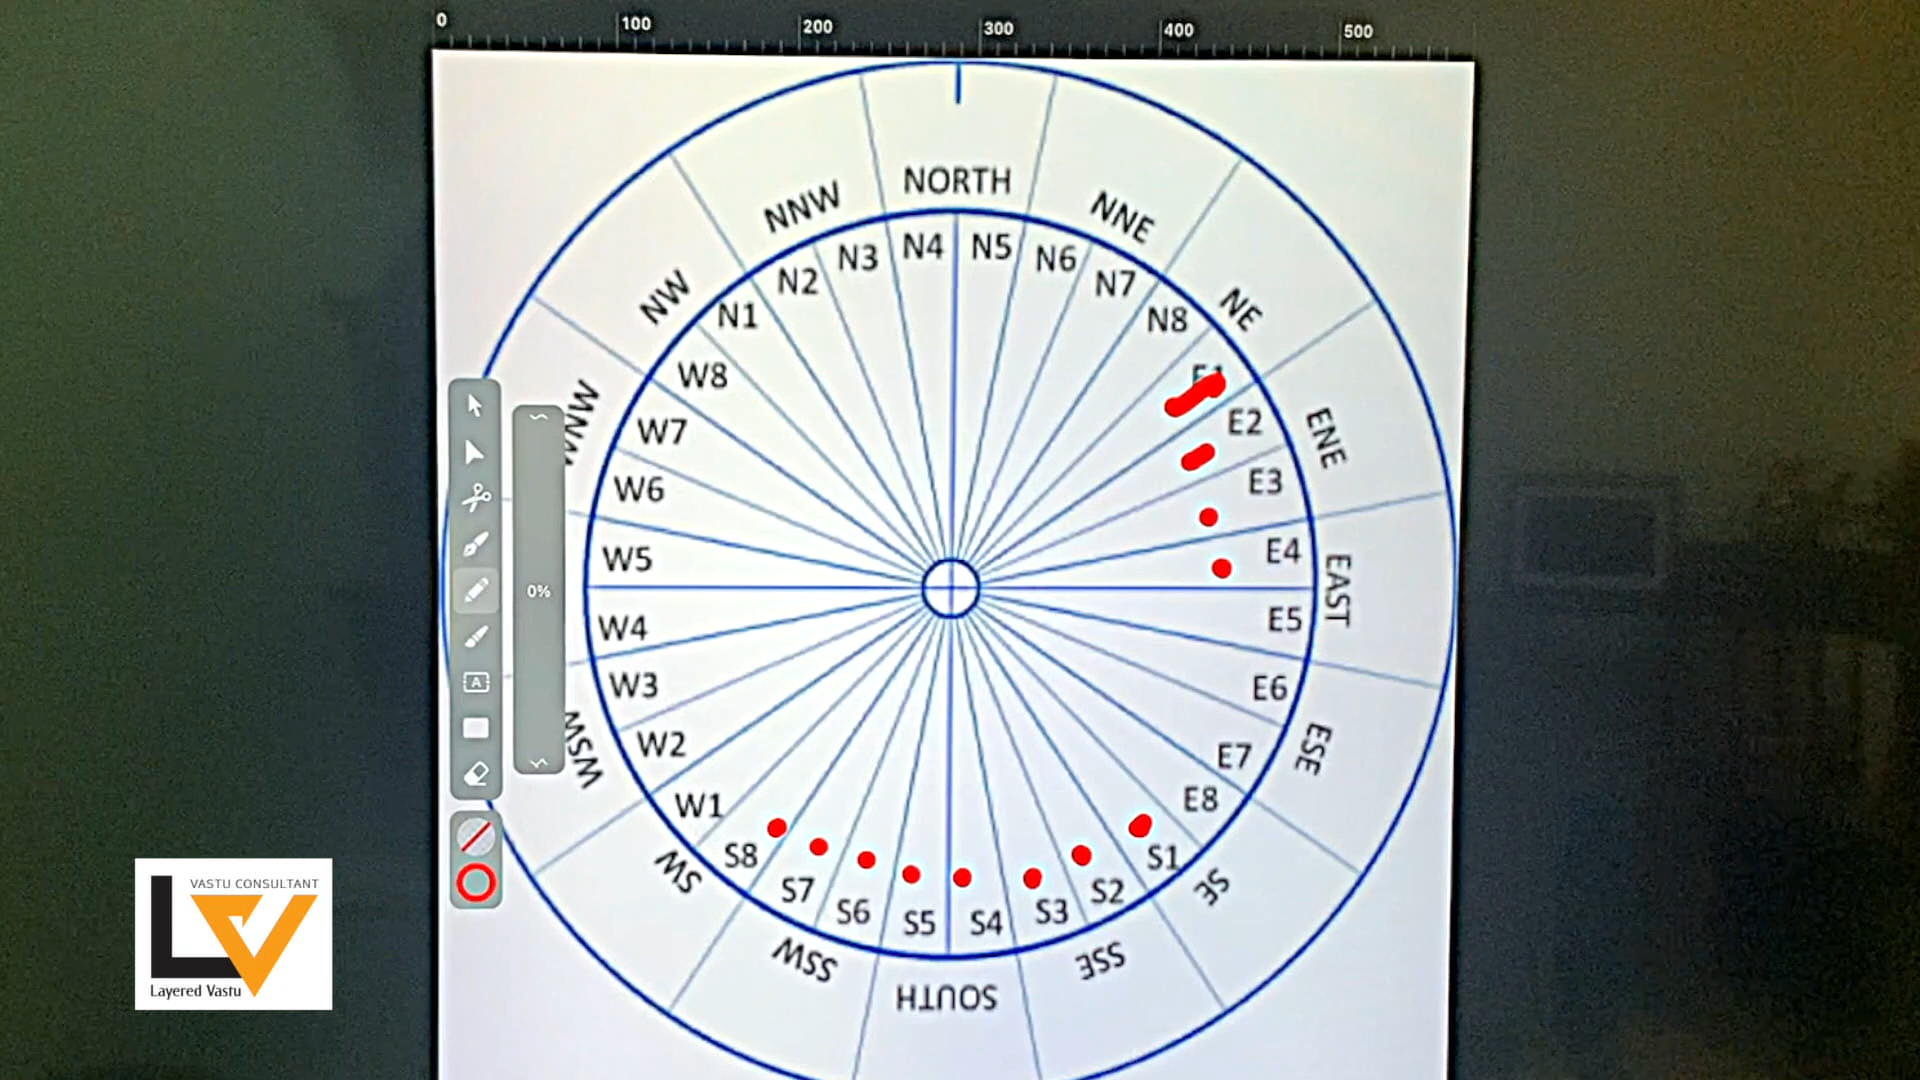 0 100 200 300 400 500
NORTH
NNW NNE
N3 N4 N5 N6
N2 N7
NW NE
N1 N8
W8 E1
WNW E2 ENE
W7
W6 E3
W5 E4
0% EAST
W4 E5
W3 E6
WSW W2 E7 ESE
W1 E8
S8 S1
SW S7 S2 SE
S6 S5 S4 S3
SSW SSE
SOUTH
VASTU CONSULTANT
LV
Layered Vastu
A